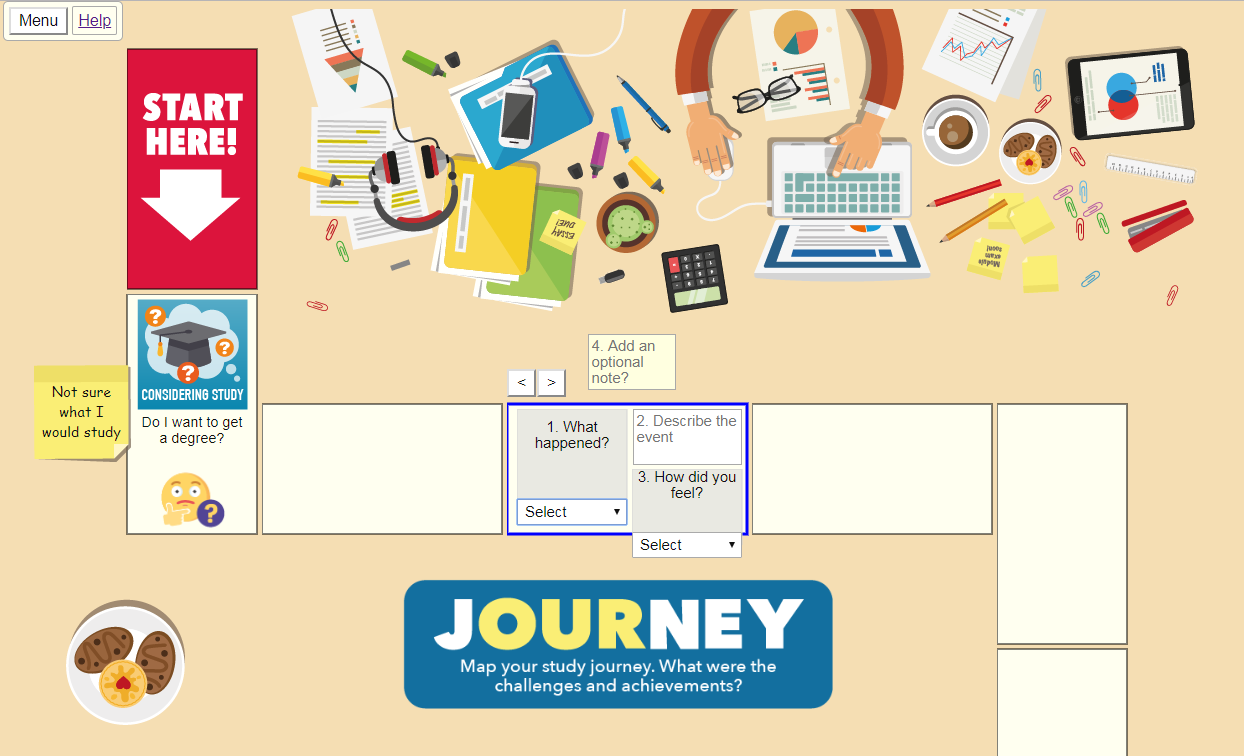 Menu
Help
START
HERE!
ESSAY
DUE!
Module
exam
soon!
CONSIDERING STUDY
Do I want to get
a degree?
Not sure
what I
would study
4. Add an
optional
note?
<
>
1. What
happened?
Select
2. Describe the
event
3. How did you
feel?
Select
JOURNEY
Map your study journey. What were the
challenges and achievements?